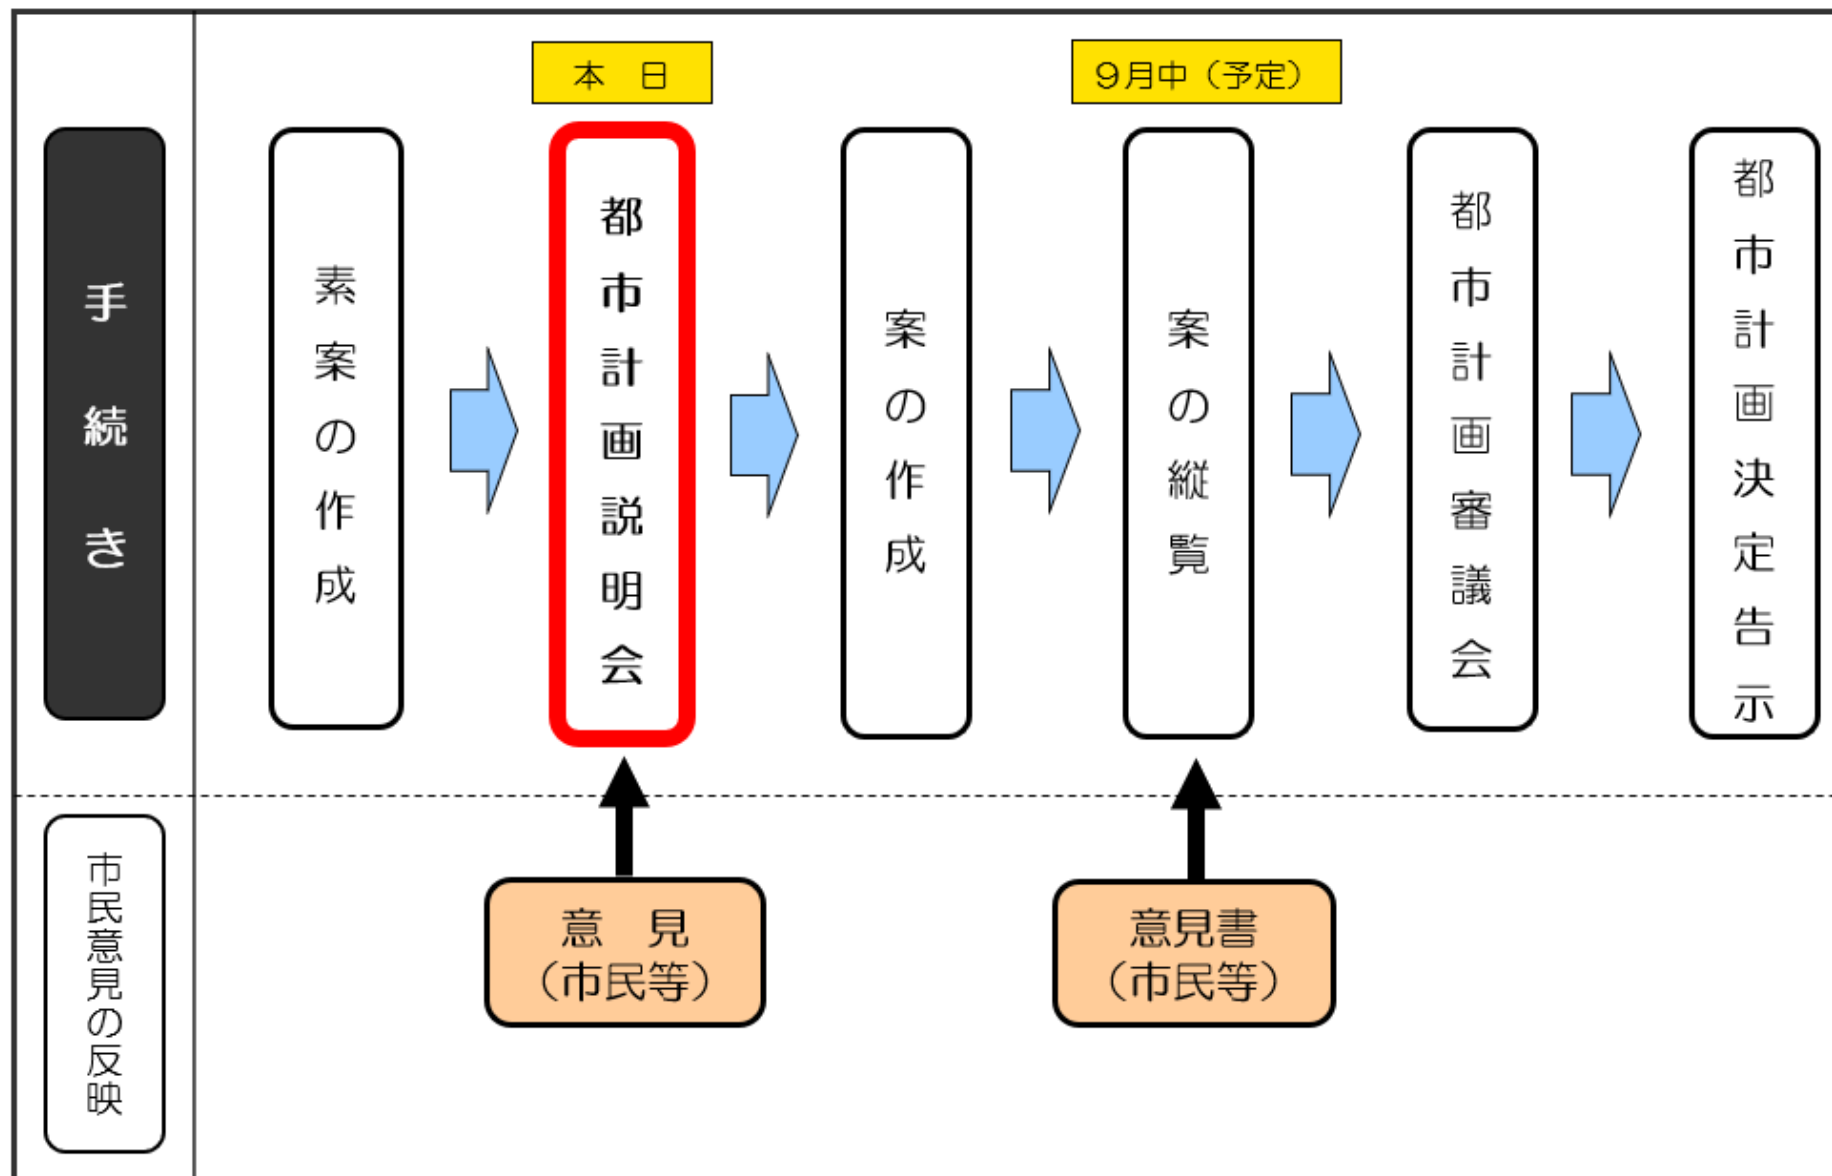 手続き
本　日
9月中（予定）
素案の作成
都市計画説明会
案の作成
案の縦覧
都市計画審議会
都市計画決定告示
市民意見の反映
意　見
（市民等）
意見書
（市民等）